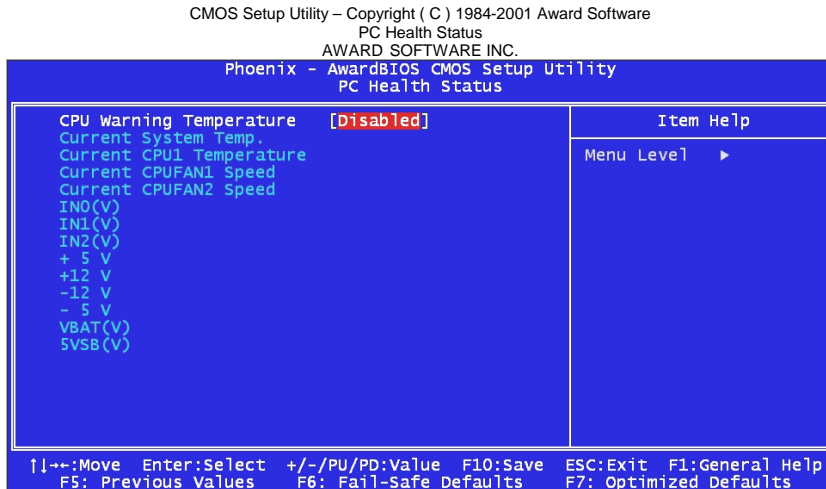 CMOS Setup Utility – Copyright ( C ) 1984-2001 Award Software
PC Health Status
AWARD SOFTWARE INC.
Phoenix - AwardBIOS CMOS Setup Utility
PC Health Status
CPU Warning Temperature [Disabled]
Current System Temp.
Current CPU1 Temperature
Current CPUFAN1 Speed
Current CPUFAN2 Speed
IN0(V)
IN1(V)
IN2(V)
+ 5 V
+12 V
-12 V
- 5 V
VBAT(V)
5VSB(V)
Item Help
Menu Level ►
↑↓→←:Move Enter:Select +/-/PU/PD:Value F10:Save ESC:Exit F1:General Help
F5: Previous Values F6: Fail-Safe Defaults F7: Optimized Defaults